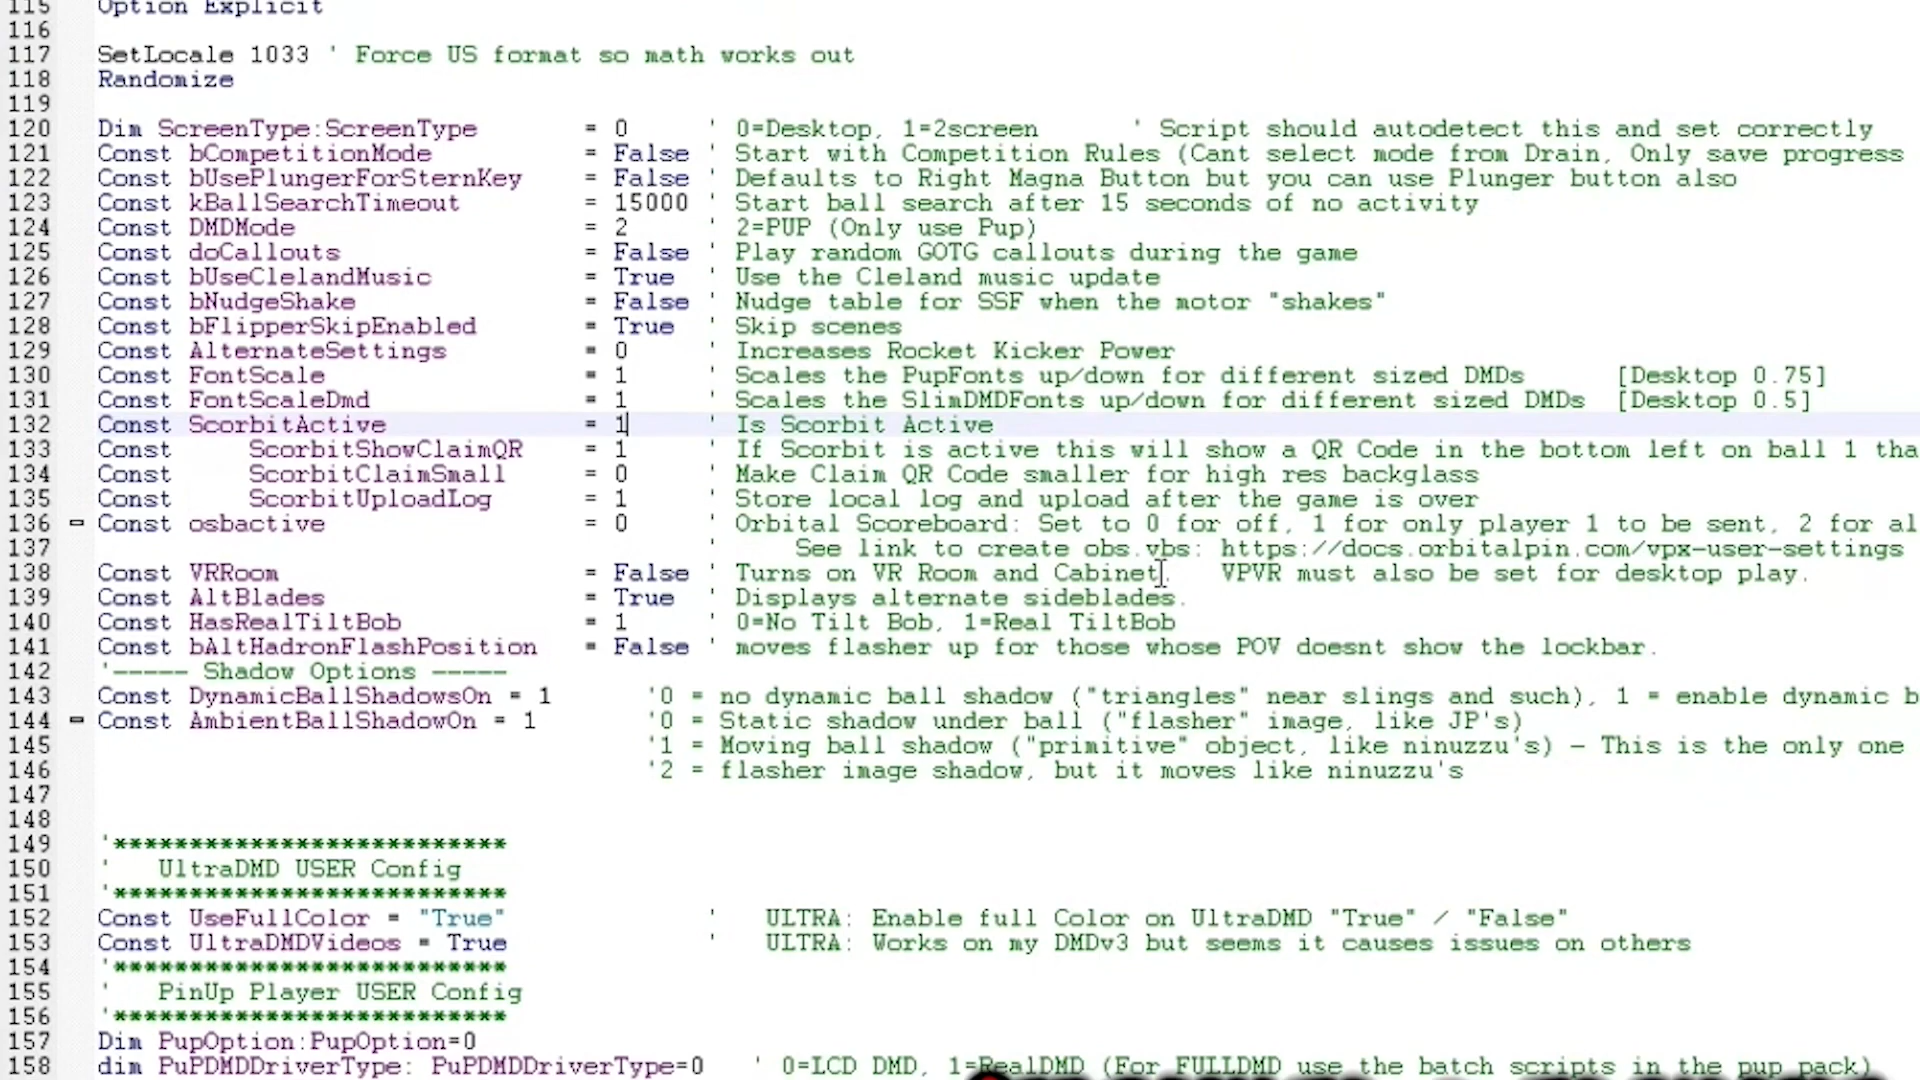 115 Option Explicit
116
117 SetLocale 1033 ' Force US format so math works out
118 Randomize
119
120 Dim ScreenType:ScreenType = 0 ' 0=Desktop, 1=2screen ' Script should autodetect this and set correctly
121 Const bCompetitionMode = False ' Start with Competition Rules (Cant select mode from Drain, Only save progress
122 Const bUsePlungerForSternKey = False ' Defaults to Right Magna Button but you can use Plunger button also
123 Const kBallSearchTimeout = 15000 ' Start ball search after 15 seconds of no activity
124 Const DMDMode = 2 ' 2=PUP (Only use Pup)
125 Const doCallouts = False ' Play random GOTG callouts during the game
126 Const bUseClelandMusic = True ' Use the Cleland music update
127 Const bNudgeShake = False ' Nudge table for SSF when the motor "shakes"
128 Const bFlipperSkipEnabled = True ' Skip scenes
129 Const AlternateSettings = 0 ' Increases Rocket Kicker Power
130 Const FontScale = 1 ' Scales the PupFonts up/down for different sized DMDs [Desktop 0.75]
131 Const FontScaleDmd = 1 ' Scales the SlimDMDFonts up/down for different sized DMDs [Desktop 0.5]
132 Const ScorbitActive = 1 ' Is Scorbit Active
133 Const ScorbitShowClaimQR = 1 ' If Scorbit is active this will show a QR Code in the bottom left on ball 1 tha
134 Const ScorbitClaimSmall = 0 ' Make Claim QR Code smaller for high res backglass
135 Const ScorbitUploadLog = 1 ' Store local log and upload after the game is over
136 Const osbactive = 0 ' Orbital Scoreboard: Set to 0 for off, 1 for only player 1 to be sent, 2 for al
137 ' See link to create obs.vbs: https://docs.orbitalpin.com/vpx-user-settings
138 Const VRRoom = False ' Turns on VR Room and Cabinet. VPVR must also be set for desktop play.
139 Const AltBlades = True ' Displays alternate sideblades.
140 Const HasRealTiltBob = 1 ' 0=No Tilt Bob, 1=Real TiltBob
141 Const bAltHadronFlashPosition = False ' moves flasher up for those whose POV doesnt show the lockbar.
142 '----- Shadow Options -----
143 Const DynamicBallShadowsOn = 1 '0 = no dynamic ball shadow ("triangles" near slings and such), 1 = enable dynamic b
144 Const AmbientBallShadowOn = 1 '0 = Static shadow under ball ("flasher" image, like JP's)
145 '1 = Moving ball shadow ("primitive" object, like ninuzzu's) - This is the only one
146 '2 = flasher image shadow, but it moves like ninuzzu's
147
148
149 '**************************
150 ' UltraDMD USER Config
151 '**************************
152 Const UseFullColor = "True" ' ULTRA: Enable full Color on UltraDMD "True" / "False"
153 Const UltraDMDVideos = True ' ULTRA: Works on my DMDv3 but seems it causes issues on others
154 '**************************
155 ' PinUp Player USER Config
156 '**************************
157 Dim PupOption:PupOption=0
158 dim PuPDMDDriverType: PuPDMDDriverType=0 ' 0=LCD DMD, 1=RealDMD (For FULLDMD use the batch scripts in the pup pack)